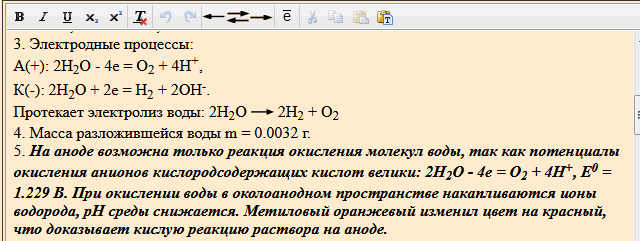 B I U x₂ x² T ē
3. Электродные процессы:
А(+): 2H₂O - 4e = O₂ + 4H⁺,
К(-): 2H₂O + 2e = H₂ + 2OH⁻.
Протекает электролиз воды: 2H₂O ⟶ 2H₂ + O₂
4. Масса разложившейся воды m = 0.0032 г.
5. На аноде возможна только реакция окисления молекул воды, так как потенциалы
окисления анионов кислородсодержащих кислот велики: 2H₂O - 4e = O₂ + 4H⁺, E⁰ =
1.229 В. При окислении воды в околоанодном пространстве накапливаются ионы
водорода, pH среды снижается. Метиловый оранжевый изменил цвет на красный,
что доказывает кислую реакцию раствора на аноде.